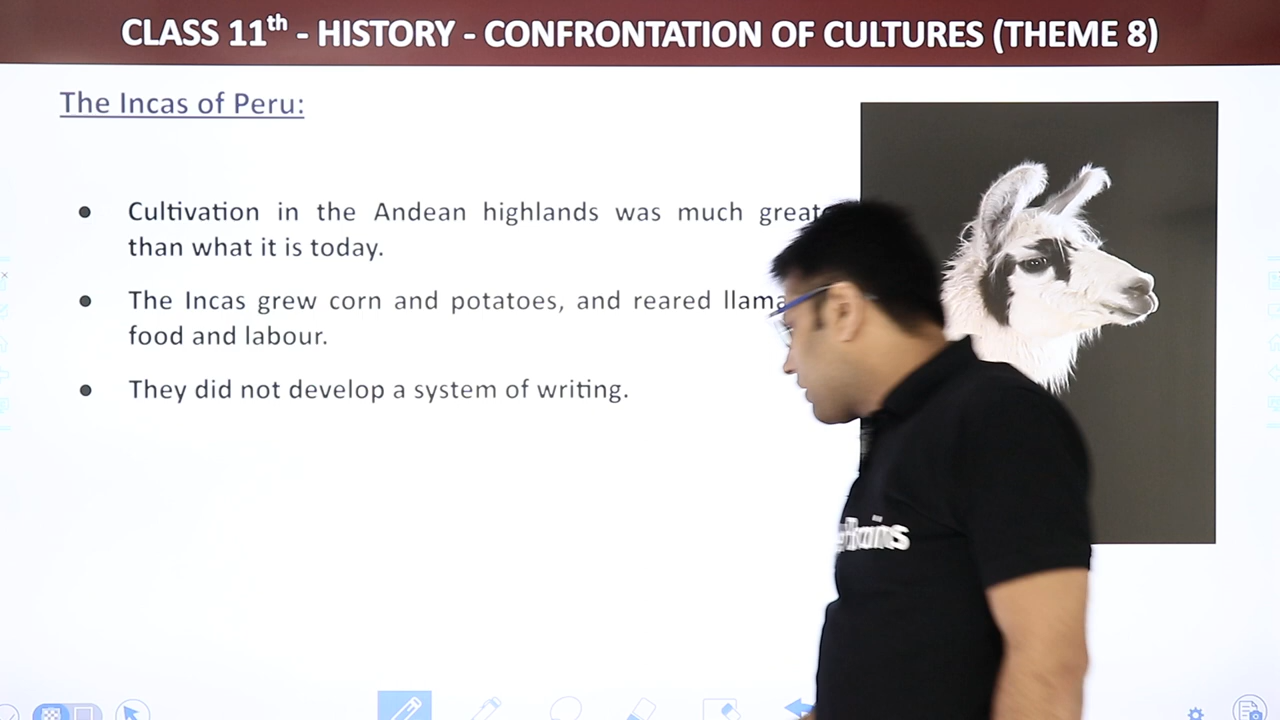 CLASS 11th - HISTORY - CONFRONTATION OF CULTURES (THEME 8)
The Incas of Peru:
● Cultivation in the Andean highlands was much
than what it is today.
● The Incas grew corn and potatoes, and reared
food and labour.
● They did not develop a system of writing.